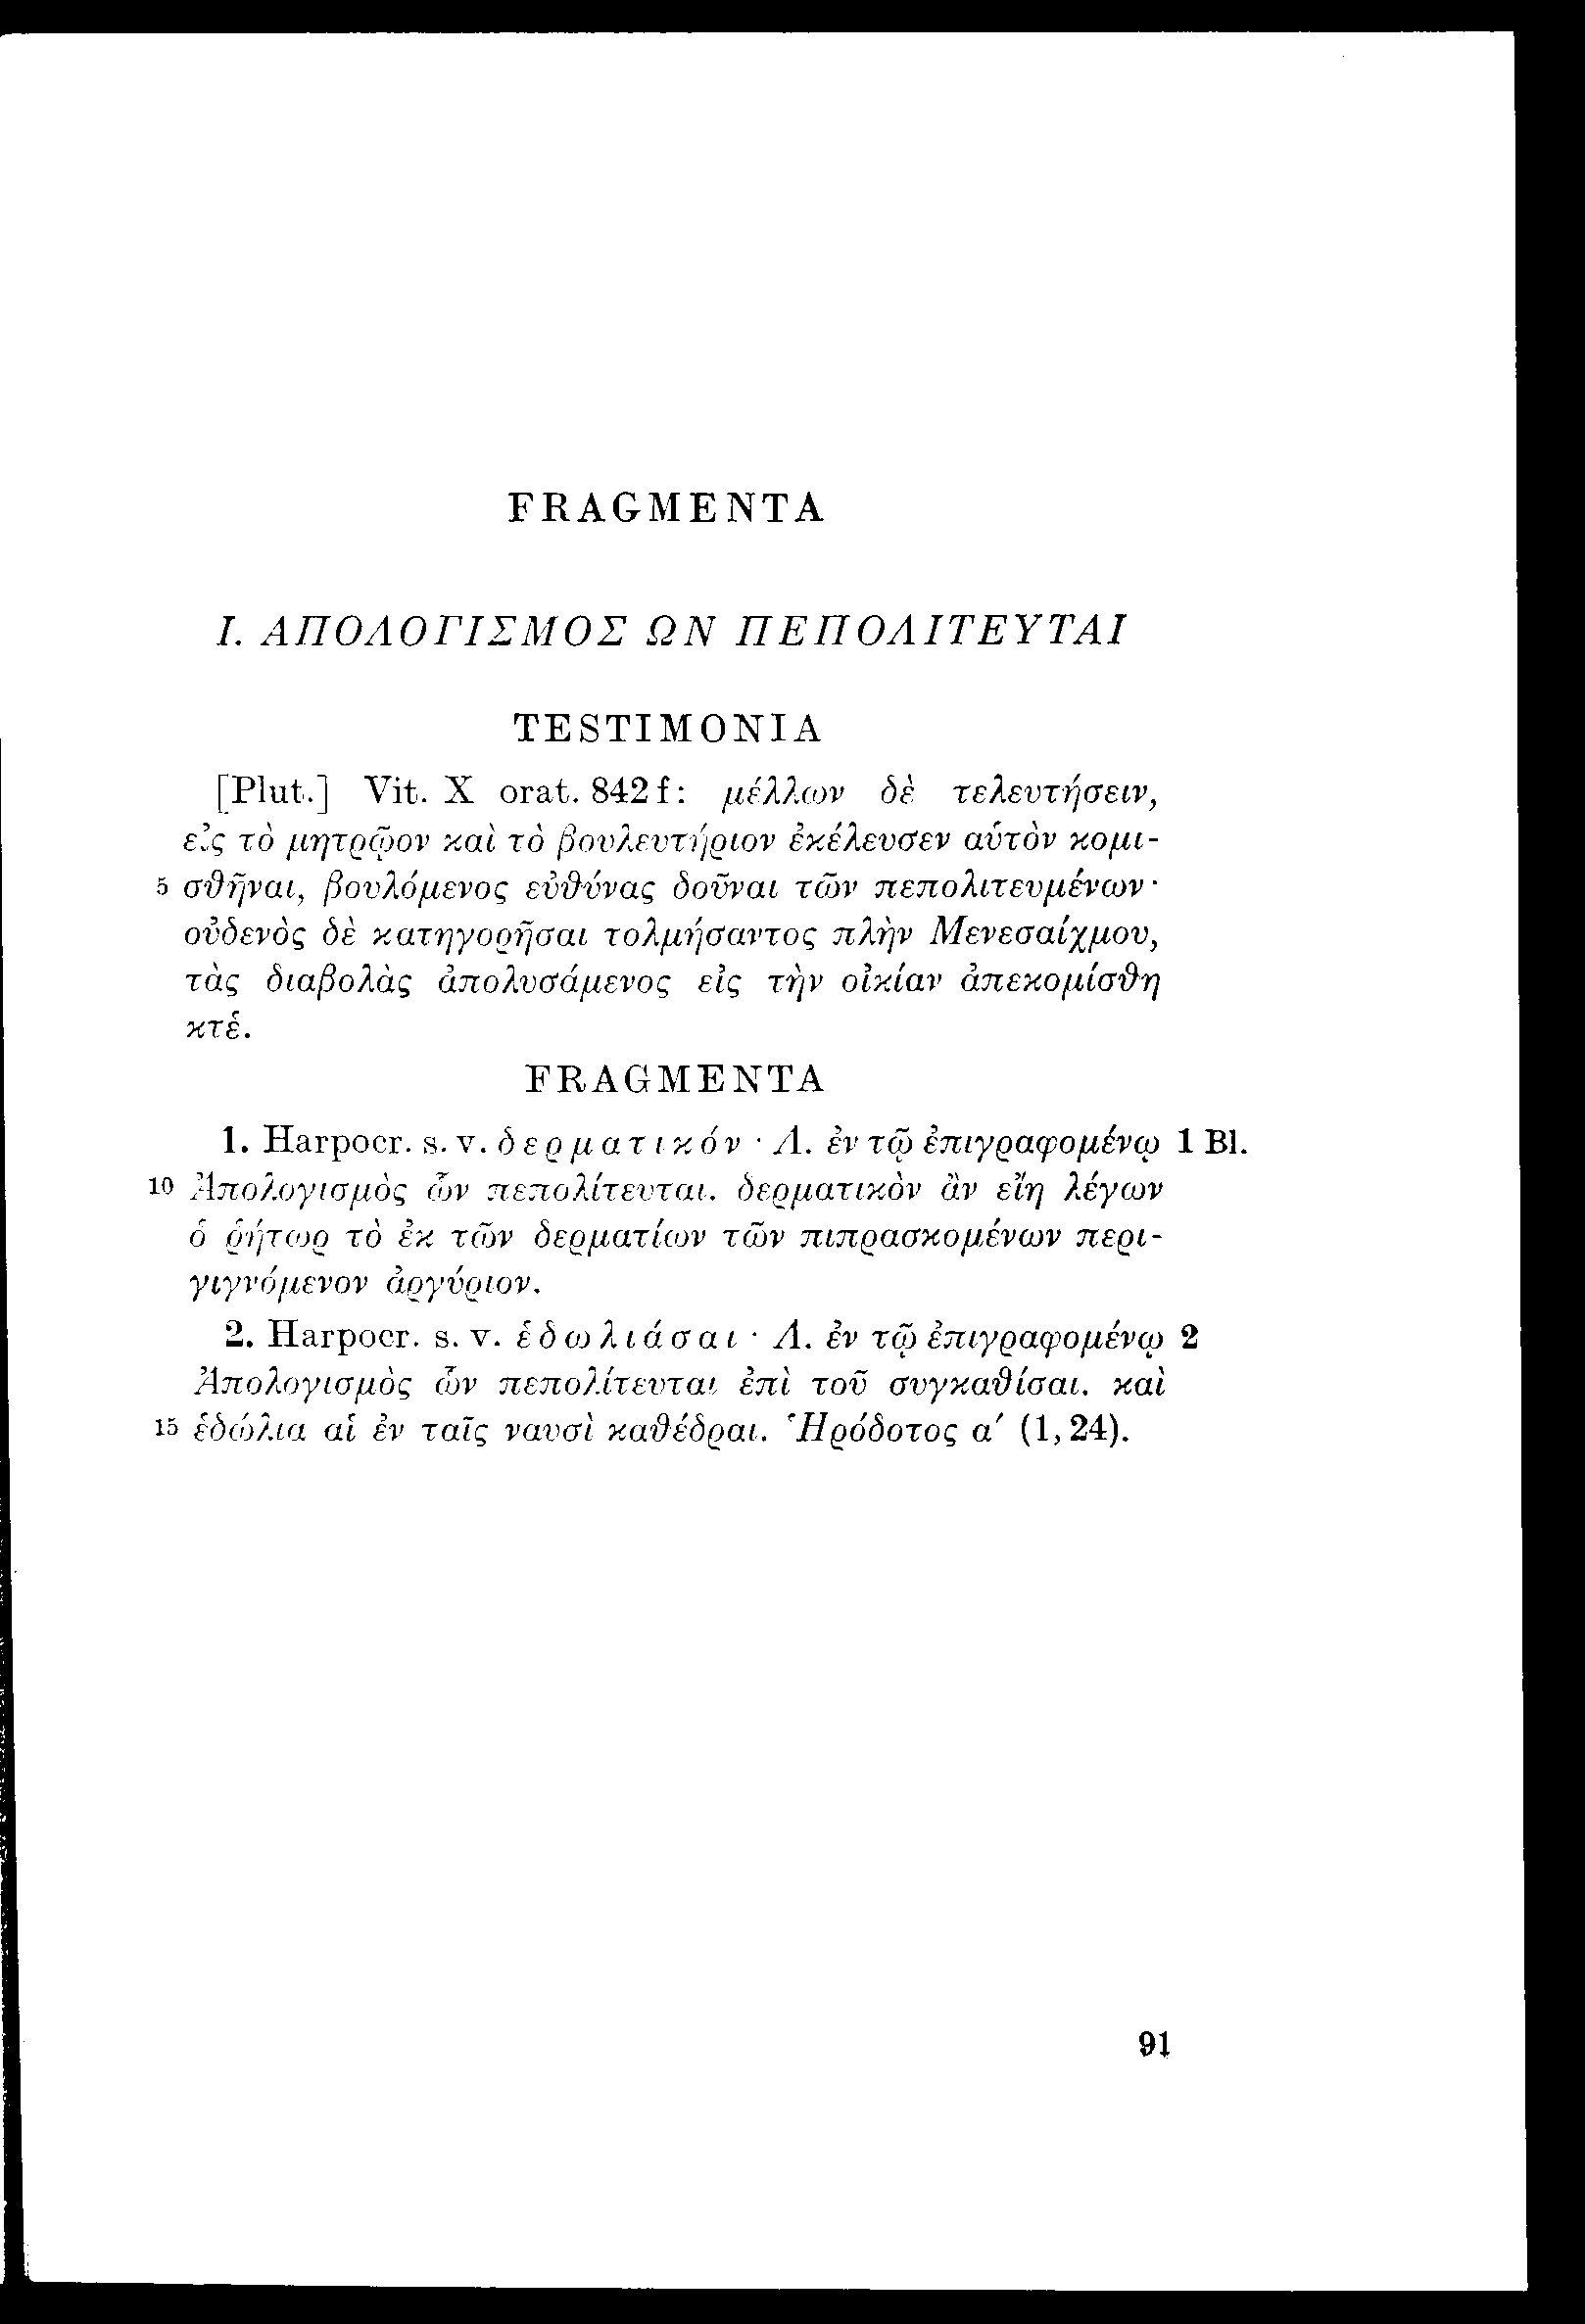 FRAGMENTA
I. ΑΠΟΛΟΓΙΣΜΟΣ ΩΝ ΠΕΠΟΛΙΤΕΥΤΑΙ
TESTIMONIA
[Plut.] Vit. X orat. 842 f: μέλλων δὲ τελευτήσειν,
εἰς τὸ μητρῷον καὶ τὸ βουλευτήριον ἐκέλευσεν αὑτὸν κομι-
5 σθῆναι, βουλόμενος εὐθύνας δοῦναι τῶν πεπολιτευμένων·
οὐδενὸς δὲ κατηγορῆσαι τολμήσαντος πλὴν Μενεσαίχμου,
τὰς διαβολὰς ἀπολυσάμενος εἰς τὴν οἰκίαν ἀπεκομίσθη
κτἑ.
FRAGMENTA
1. Harpocr. s. v. δερματικόν · Λ. ἐν τῷ ἐπιγραφομένῳ 1 Bl.
10 Ἀπολογισμὸς ὧν πεπολίτευται. δερματικὸν ἂν εἴη λέγων
ὁ ῥήτωρ τὸ ἐκ τῶν δερματίων τῶν πιπρασκομένων περι-
γιγνόμενον ἀργύριον.
2. Harpocr. s. v. ἑδωλιάσαι · Λ. ἐν τῷ ἐπιγραφομένῳ 2
Ἀπολογισμὸς ὧν πεπολίτευται ἐπὶ τοῦ συγκαθίσαι. καὶ
15 ἑδώλια αἱ ἐν ταῖς ναυσὶ καθέδραι. Ἡρόδοτος α′ (1, 24).
91